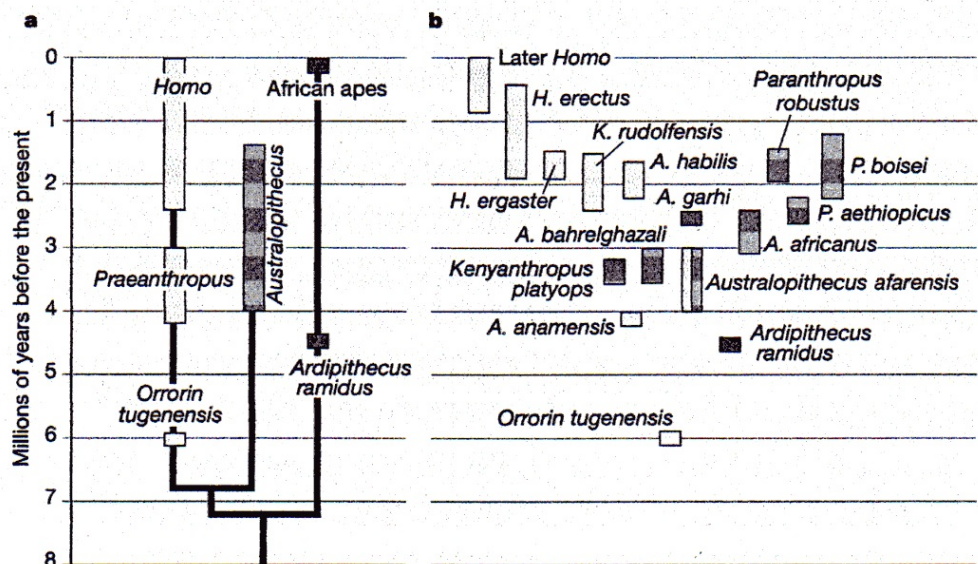 a
Millions of years before the present
0
1
2
3
4
5
6
7
8
Homo
African apes
Australopithecus
Praeanthropus
Ardipithecus
ramidus
Orrorin
tugenensis
b
Later Homo
H. erectus
Paranthropus
robustus
K. rudolfensis
A. habilis
P. boisei
H. ergaster
A. garhi
P. aethiopicus
A. bahrelghazali
A. africanus
Kenyanthropus
platyops
Australopithecus afarensis
A. anamensis
Ardipithecus
ramidus
Orrorin tugenensis